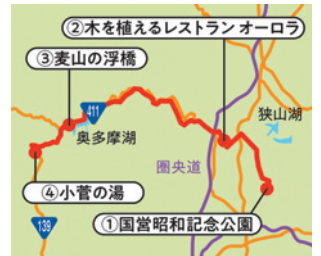 ②木を植えるレストラン オーロラ
③麦山の浮橋
411
奥多摩湖
狭山湖
圏央道
④小菅の湯
①国営昭和記念公園
139